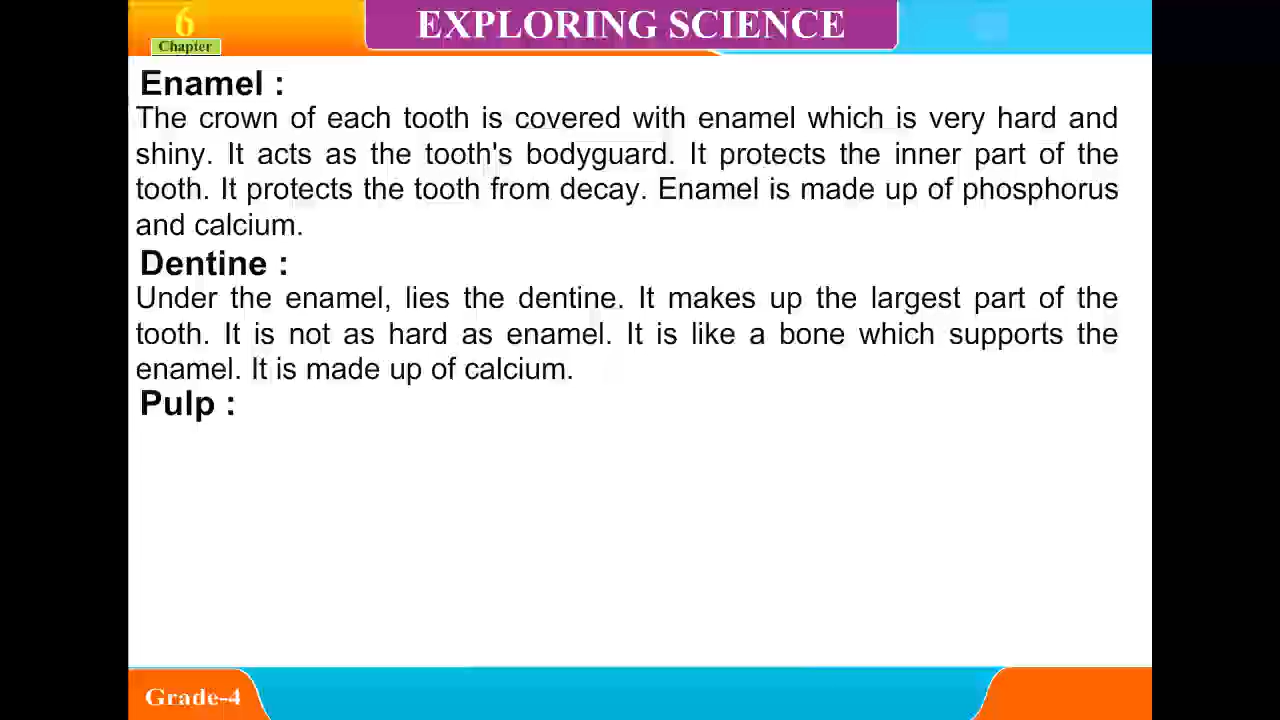 6
Chapter
EXPLORING SCIENCE
Enamel :
The crown of each tooth is covered with enamel which is very hard and
shiny. It acts as the tooth's bodyguard. It protects the inner part of the
tooth. It protects the tooth from decay. Enamel is made up of phosphorus
and calcium.
Dentine :
Under the enamel, lies the dentine. It makes up the largest part of the
tooth. It is not as hard as enamel. It is like a bone which supports the
enamel. It is made up of calcium.
Pulp :
Grade-4